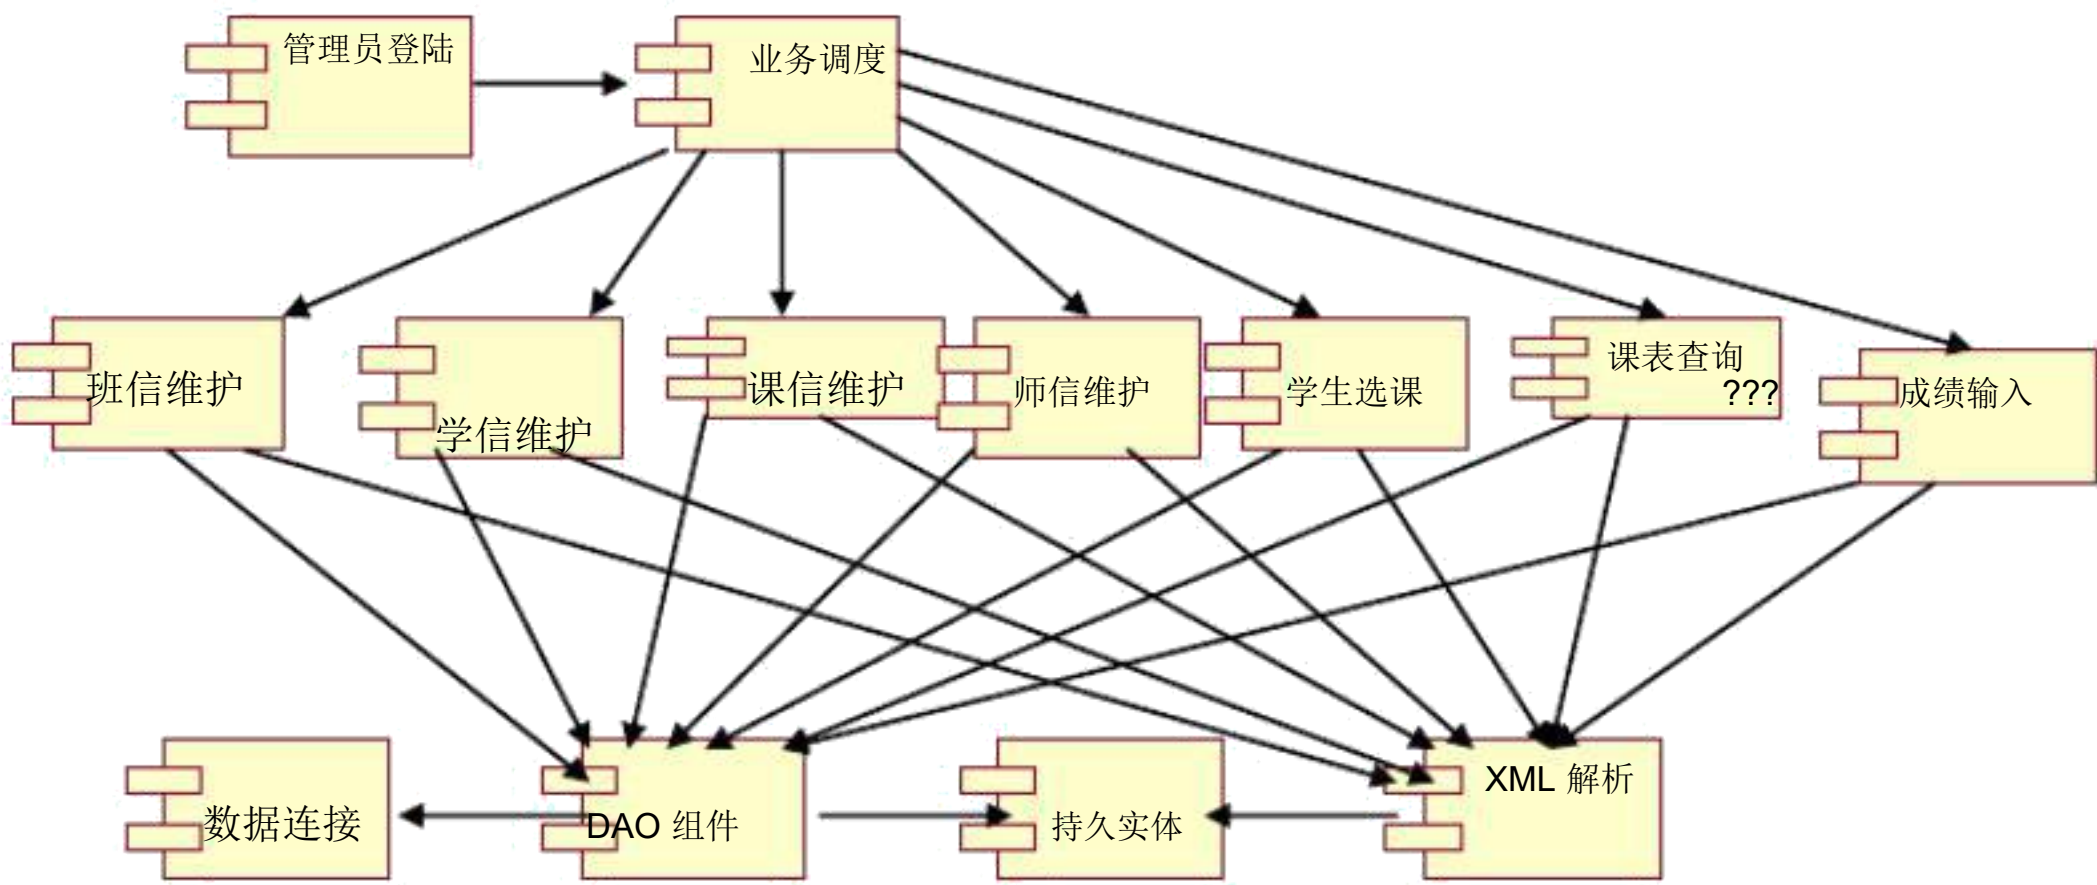 管理员登陆
业务调度
班信维护
学信维护
课信维护
师信维护
学生选课
课表查询
???
成绩输入
数据连接
DAO 组件
持久实体
XML 解析